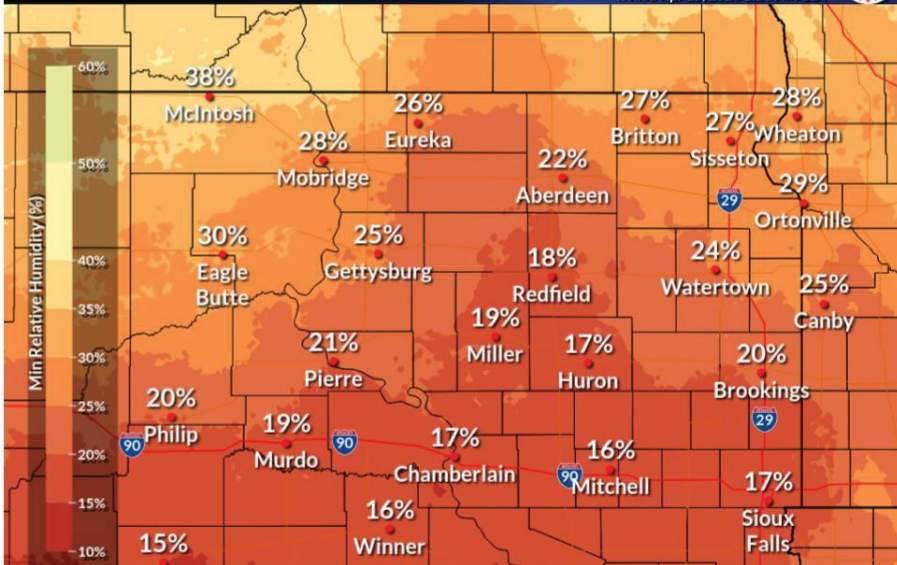 60%
50%
40%
35%
30%
25%
20%
15%
10%
Min Relative Humidity (%)
38%
McIntosh
26%
Eureka
27%
Britton
28%
Wheaton
27%
Sisseton
28%
Mobridge
22%
Aberdeen
29
29%
Ortonville
30%
Eagle
Butte
25%
Gettysburg
18%
Redfield
24%
Watertown
25%
Canby
19%
Miller
21%
Pierre
17%
Huron
20%
Brookings
20%
Philip
90
19%
Murdo
90
17%
Chamberlain
29
16%
Mitchell
90
17%
Sioux
Falls
16%
Winner
15%